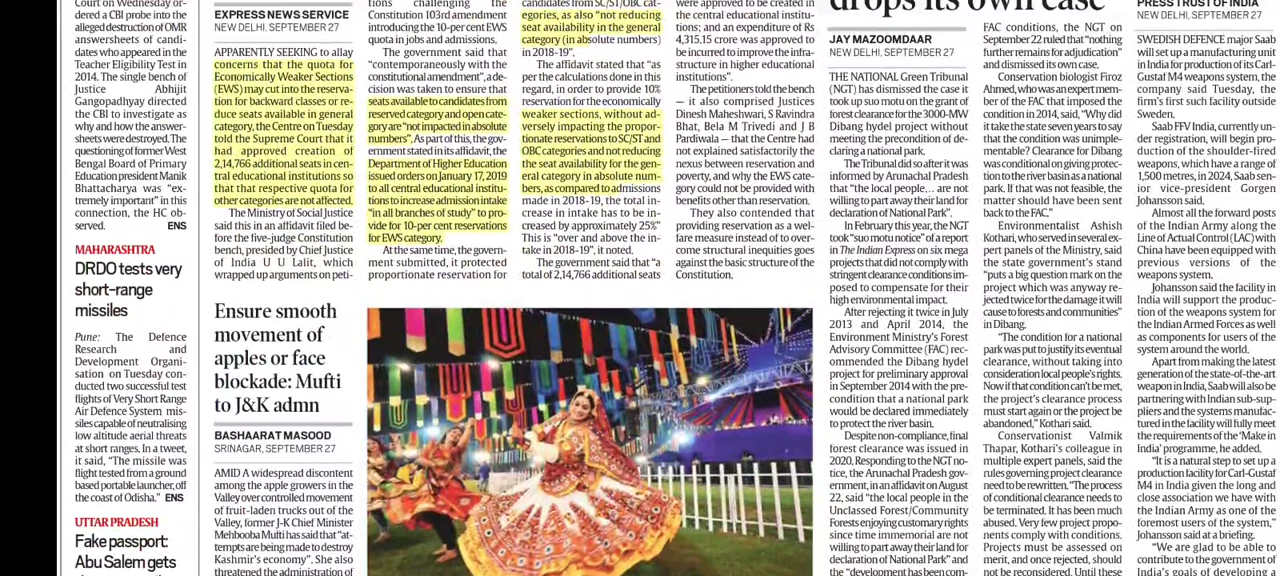 Court on Wednesday or-
dered a CBI probe into the
alleged destruction of OMR
answersheets of candi-
dates who appeared in the
Teacher Eligibility Test in
2014. The single bench of
Justice Abhijit
Gangopadhyay directed
the CBI to investigate as
why and how the answer-
sheets were destroyed. The
questioning of former West
Bengal Board of Primary
Education president Manik
Bhattacharya was “ex-
tremely important” in this
connection, the HC ob-
served. ENS
MAHARASHTRA
DRDO tests very
short-range
missiles
Pune: The Defence
Research and
Development Organi-
sation on Tuesday con-
ducted two successful test
flights of Very Short Range
Air Defence System mis-
siles capable of neutralising
low altitude aerial threats
at short ranges. In a tweet,
it said, “The missile was
flight tested from a ground
based portable launcher, off
the coast of Odisha.” ENS
UTTAR PRADESH
Fake passport:
Abu Salem gets
EXPRESS NEWS SERVICE
NEW DELHI, SEPTEMBER 27
APPARENTLY SEEKING to allay
concerns that the quota for
Economically Weaker Sections
(EWS) may cut into the reserva-
tion for backward classes or re-
duce seats available in general
category, the Centre on Tuesday
told the Supreme Court that it
had approved creation of
2,14,766 additional seats in cen-
tral educational institutions so
that that respective quota for
other categories are not affected.
The Ministry of Social Justice
said this in an affidavit filed be-
fore the five-judge Constitution
bench, presided by Chief Justice
of India U U Lalit, which
wrapped up arguments on peti-
tions challenging the
Constitution 103rd amendment
introducing the 10-per cent EWS
quota in jobs and admissions.
The government said that
“contemporaneously with the
constitutional amendment”, a de-
cision was taken to ensure that
seats available to candidates from
reserved category and open cate-
gory are “not impacted in absolute
numbers”. As part of this, the gov-
ernment stated in its affidavit, the
Department of Higher Education
issued orders on January 17, 2019
to all central educational institu-
tions to increase admission intake
“in all branches of study” to pro-
vide for 10-per cent reservations
for EWS category.
At the same time, the govern-
ment submitted, it protected
proportionate reservation for
candidates from SC/ST/OBC cat-
egories, as also “not reducing
seat availability in the general
category (in absolute numbers)
in 2018-19”.
The affidavit stated that “as
per the calculations done in this
regard, in order to provide 10%
reservation for the economically
weaker sections, without ad-
versely impacting the propor-
tionate reservations to SC/ST and
OBC categories and not reducing
the seat availability for the gen-
eral category in absolute num-
bers, as compared to admissions
made in 2018-19, the total in-
crease in intake has to be in-
creased by approximately 25%”
This is “over and above the in-
take in 2018-19”, it noted.
The government said that “a
total of 2,14,766 additional seats
were approved to be created in
the central educational institu-
tions; and an expenditure of Rs
4,315.15 crore was approved to
be incurred to improve the infra-
structure in higher educational
institutions”.
The petitioners told the bench
— it also comprised Justices
Dinesh Maheshwari, S Ravindra
Bhat, Bela M Trivedi and J B
Pardiwala — that the Centre had
not explained satisfactorily the
nexus between reservation and
poverty, and why the EWS cate-
gory could not be provided with
benefits other than reservation.
They also contended that
providing reservation as a wel-
fare measure instead of to over-
come structural inequities goes
against the basic structure of the
Constitution.
Ensure smooth
movement of
apples or face
blockade: Mufti
to J&K admn
BASHAARAT MASOOD
SRINAGAR, SEPTEMBER 27
AMID A widespread discontent
among the apple growers in the
Valley over controlled movement
of fruit-laden trucks out of the
Valley, former J-K Chief Minister
Mehbooba Mufti has said that “at-
tempts are being made to destroy
Kashmir’s economy”. She also
threatened the administration of
drops its own case
JAY MAZOOMDAAR
NEW DELHI, SEPTEMBER 27
THE NATIONAL Green Tribunal
(NGT) has dismissed the case it
took up suo motu on the grant of
forest clearance for the 3000-MW
Dibang hydel project without
meeting the precondition of de-
claring a national park.
The Tribunal did so after it was
informed by Arunachal Pradesh
that “the local people... are not
willing to part away their land for
declaration of National Park”.
In February this year, the NGT
took “suo motu notice” of a report
in The Indian Express on six mega
projects that did not comply with
stringent clearance conditions im-
posed to compensate for their
high environmental impact.
After rejecting it twice in July
2013 and April 2014, the
Environment Ministry’s Forest
Advisory Committee (FAC) rec-
ommended the Dibang hydel
project for preliminary approval
in September 2014 with the pre-
condition that a national park
would be declared immediately
to protect the river basin.
Despite non-compliance, final
forest clearance was issued in
2020. Responding to the NGT no-
tice, the Arunachal Pradesh gov-
ernment, in an affidavit on August
22, said “the local people in the
Unclassed Forest/Community
Forests enjoying customary rights
since time immemorial are not
willing to part away their land for
declaration of National Park” and
the “development has been com-
FAC conditions, the NGT on
September 22 ruled that “nothing
further remains for adjudication”
and dismissed its own case.
Conservation biologist Firoz
Ahmed, who was an expert mem-
ber of the FAC that imposed the
condition in 2014, said, “Why did
it take the state seven years to say
that the condition was unimple-
mentable? Clearance for Dibang
was conditional on giving protec-
tion to the river basin as a national
park. If that was not feasible, the
matter should have been sent
back to the FAC,”
Environmentalist Ashish
Kothari, who served in several ex-
pert panels of the Ministry, said
the state government’s stand
“puts a big question mark on the
project which was anyway re-
jected twice for the damage it will
cause to forests and communities”
in Dibang.
“The condition for a national
park was put to justify its eventual
clearance, without taking into
consideration local people’s rights.
Now if that condition can’t be met,
the project’s clearance process
must start again or the project be
abandoned,” Kothari said.
Conservationist Valmik
Thapar, Kothari’s colleague in
multiple expert panels, said the
rules governing project clearance
need to be rewritten. “The process
of conditional clearance needs to
be terminated. It has been much
abused. Very few project propo-
nents comply with conditions.
Projects must be assessed on
merit, and once rejected, should
not be reconsidered. Until these
PRESS TRUST OF INDIA
NEW DELHI, SEPTEMBER 27
SWEDISH DEFENCE major Saab
will set up a manufacturing unit
in India for production of its Carl-
Gustaf M4 weapons system, the
company said Tuesday, the
firm’s first such facility outside
Sweden.
Saab FFV India, currently un-
der registration, will begin pro-
duction of the shoulder-fired
weapons, which have a range of
1,500 metres, in 2024, Saab sen-
ior vice-president Gorgen
Johansson said.
Almost all the forward posts
of the Indian Army along the
Line of Actual Control (LAC) with
China have been equipped with
previous versions of the
weapons system.
Johansson said the facility in
India will support the produc-
tion of the weapons system for
the Indian Armed Forces as well
as components for users of the
system around the world.
Apart from making the latest
generation of the state-of-the-art
weapon in India, Saab will also be
partnering with Indian sub-sup-
pliers and the systems manufac-
tured in the facility will fully meet
the requirements of the ‘Make in
India’ programme, he added.
“It is a natural step to set up a
production facility for Carl-Gustaf
M4 in India given the long and
close association we have with
the Indian Army as one of the
foremost users of the system,”
Johansson said at a briefing.
“We are glad to be able to
contribute to the government of
India’s goals of developing a